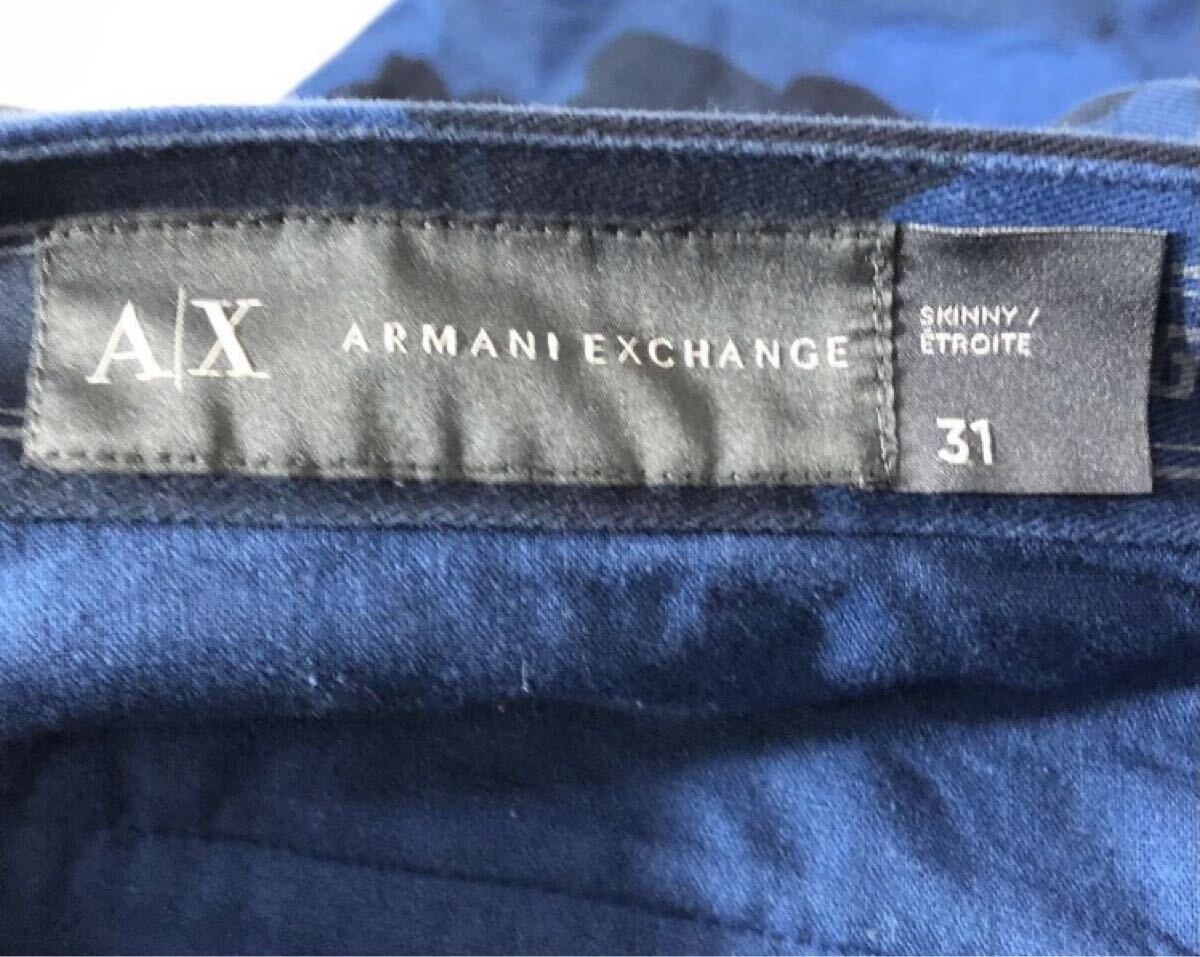 A|X ARMANI EXCHANGE
SKINNY /
ÉTROITE
31